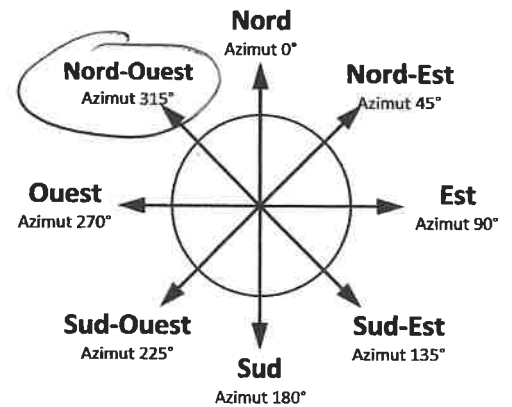 Nord
Azimut 0°
Nord-Ouest
Azimut 315°
Nord-Est
Azimut 45°
Ouest
Azimut 270°
Est
Azimut 90°
Sud-Ouest
Azimut 225°
Sud-Est
Azimut 135°
Sud
Azimut 180°